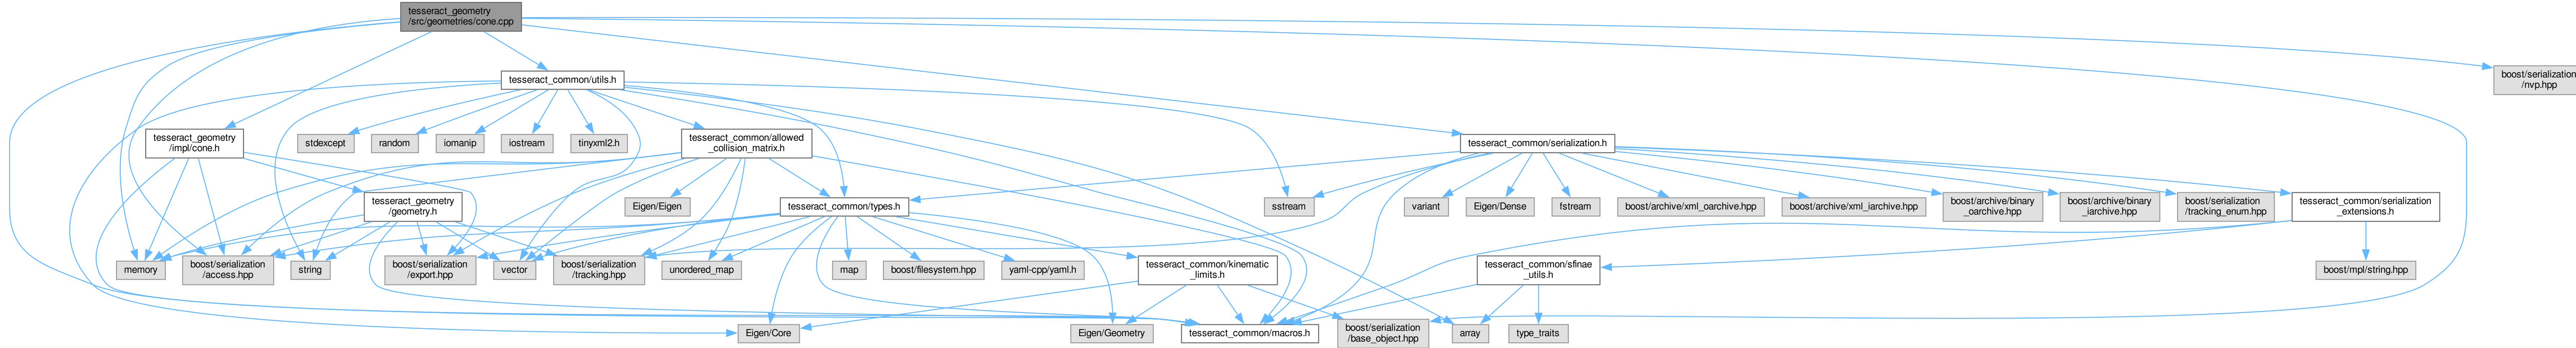 tesseract_geometry
/src/geometries/cone.cpp
tesseract_common/utils.h
boost/serialization
/nvp.hpp
tesseract_geometry
/impl/cone.h
stdexcept
random
iomanip
iostream
tinyxml2.h
tesseract_common/allowed
_collision_matrix.h
tesseract_common/serialization.h
tesseract_geometry
/geometry.h
Eigen/Eigen
tesseract_common/types.h
sstream
variant
Eigen/Dense
fstream
boost/archive/xml_oarchive.hpp
boost/archive/xml_iarchive.hpp
boost/archive/binary
_oarchive.hpp
boost/archive/binary
_iarchive.hpp
boost/serialization
/tracking_enum.hpp
tesseract_common/serialization
_extensions.h
memory
boost/serialization
/access.hpp
string
boost/serialization
/export.hpp
vector
boost/serialization
/tracking.hpp
unordered_map
map
boost/filesystem.hpp
yaml-cpp/yaml.h
tesseract_common/kinematic
_limits.h
tesseract_common/sfinae
_utils.h
boost/mpl/string.hpp
Eigen/Core
Eigen/Geometry
tesseract_common/macros.h
boost/serialization
/base_object.hpp
array
type_traits